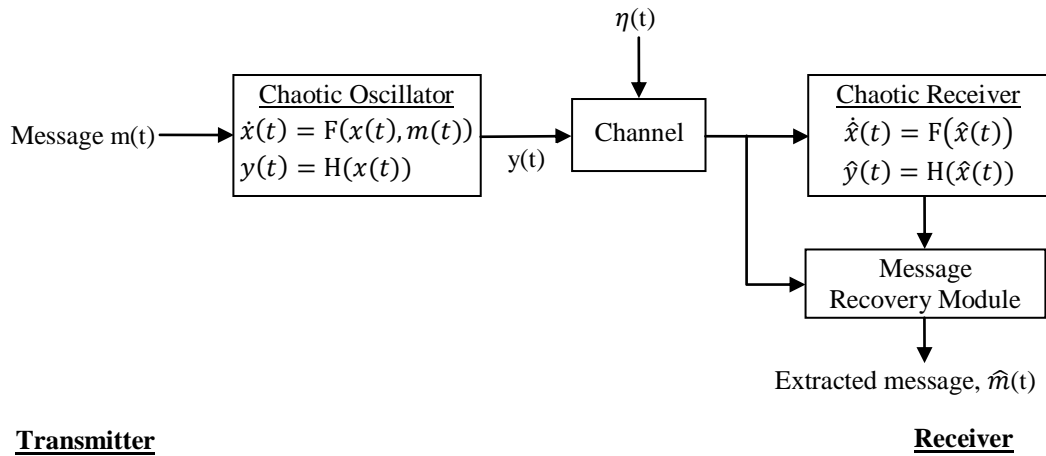 η(t)
Chaotic Oscillator
ẋ(t) = F(x(t), m(t))
y(t) = H(x(t))
Message m(t)
y(t)
Channel
Chaotic Receiver
x̂̇(t) = F(x̂(t))
ŷ(t) = H(x̂(t))
Message
Recovery Module
Extracted message, m̂(t)
Transmitter
Receiver